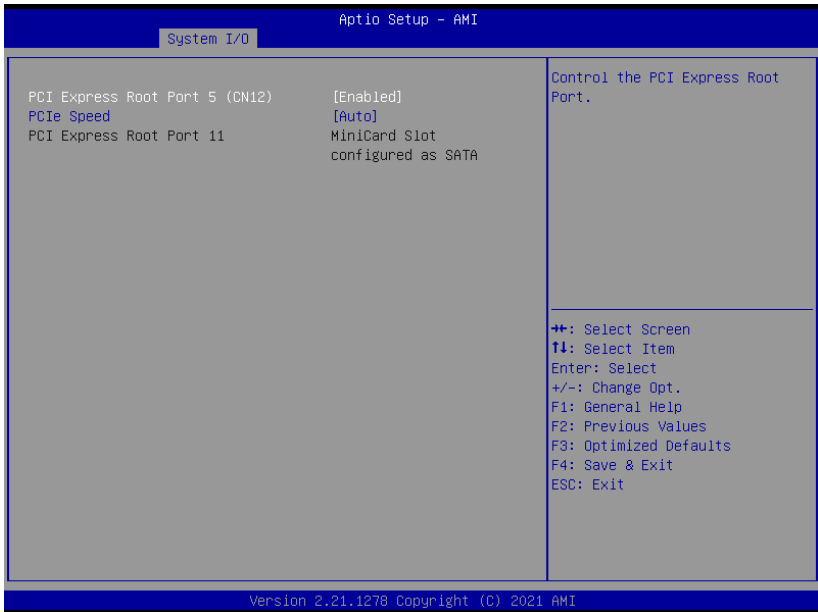 Aptio Setup – AMI
System I/O
PCI Express Root Port 5 (CN12) [Enabled]
PCIe Speed [Auto]
PCI Express Root Port 11 MiniCard Slot
configured as SATA
Control the PCI Express Root
Port.
→←: Select Screen
↑↓: Select Item
Enter: Select
+/-: Change Opt.
F1: General Help
F2: Previous Values
F3: Optimized Defaults
F4: Save & Exit
ESC: Exit
Version 2.21.1278 Copyright (C) 2021 AMI